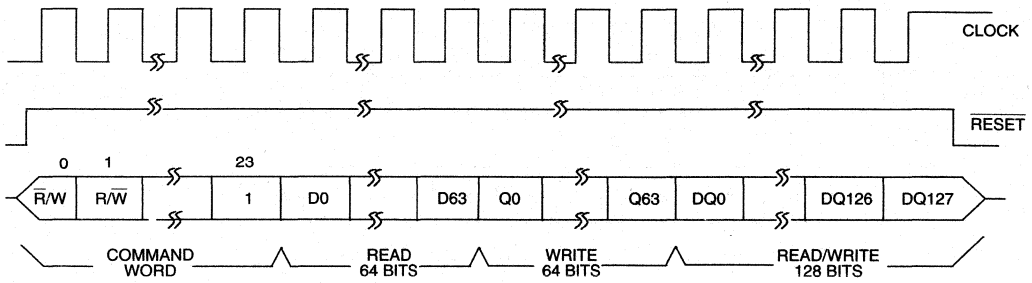 CLOCK
RESET
0 1 23
R/W R/W 1 D0 D63 Q0 Q63 DQ0 DQ126 DQ127
COMMAND READ WRITE READ/WRITE
WORD 64 BITS 64 BITS 128 BITS